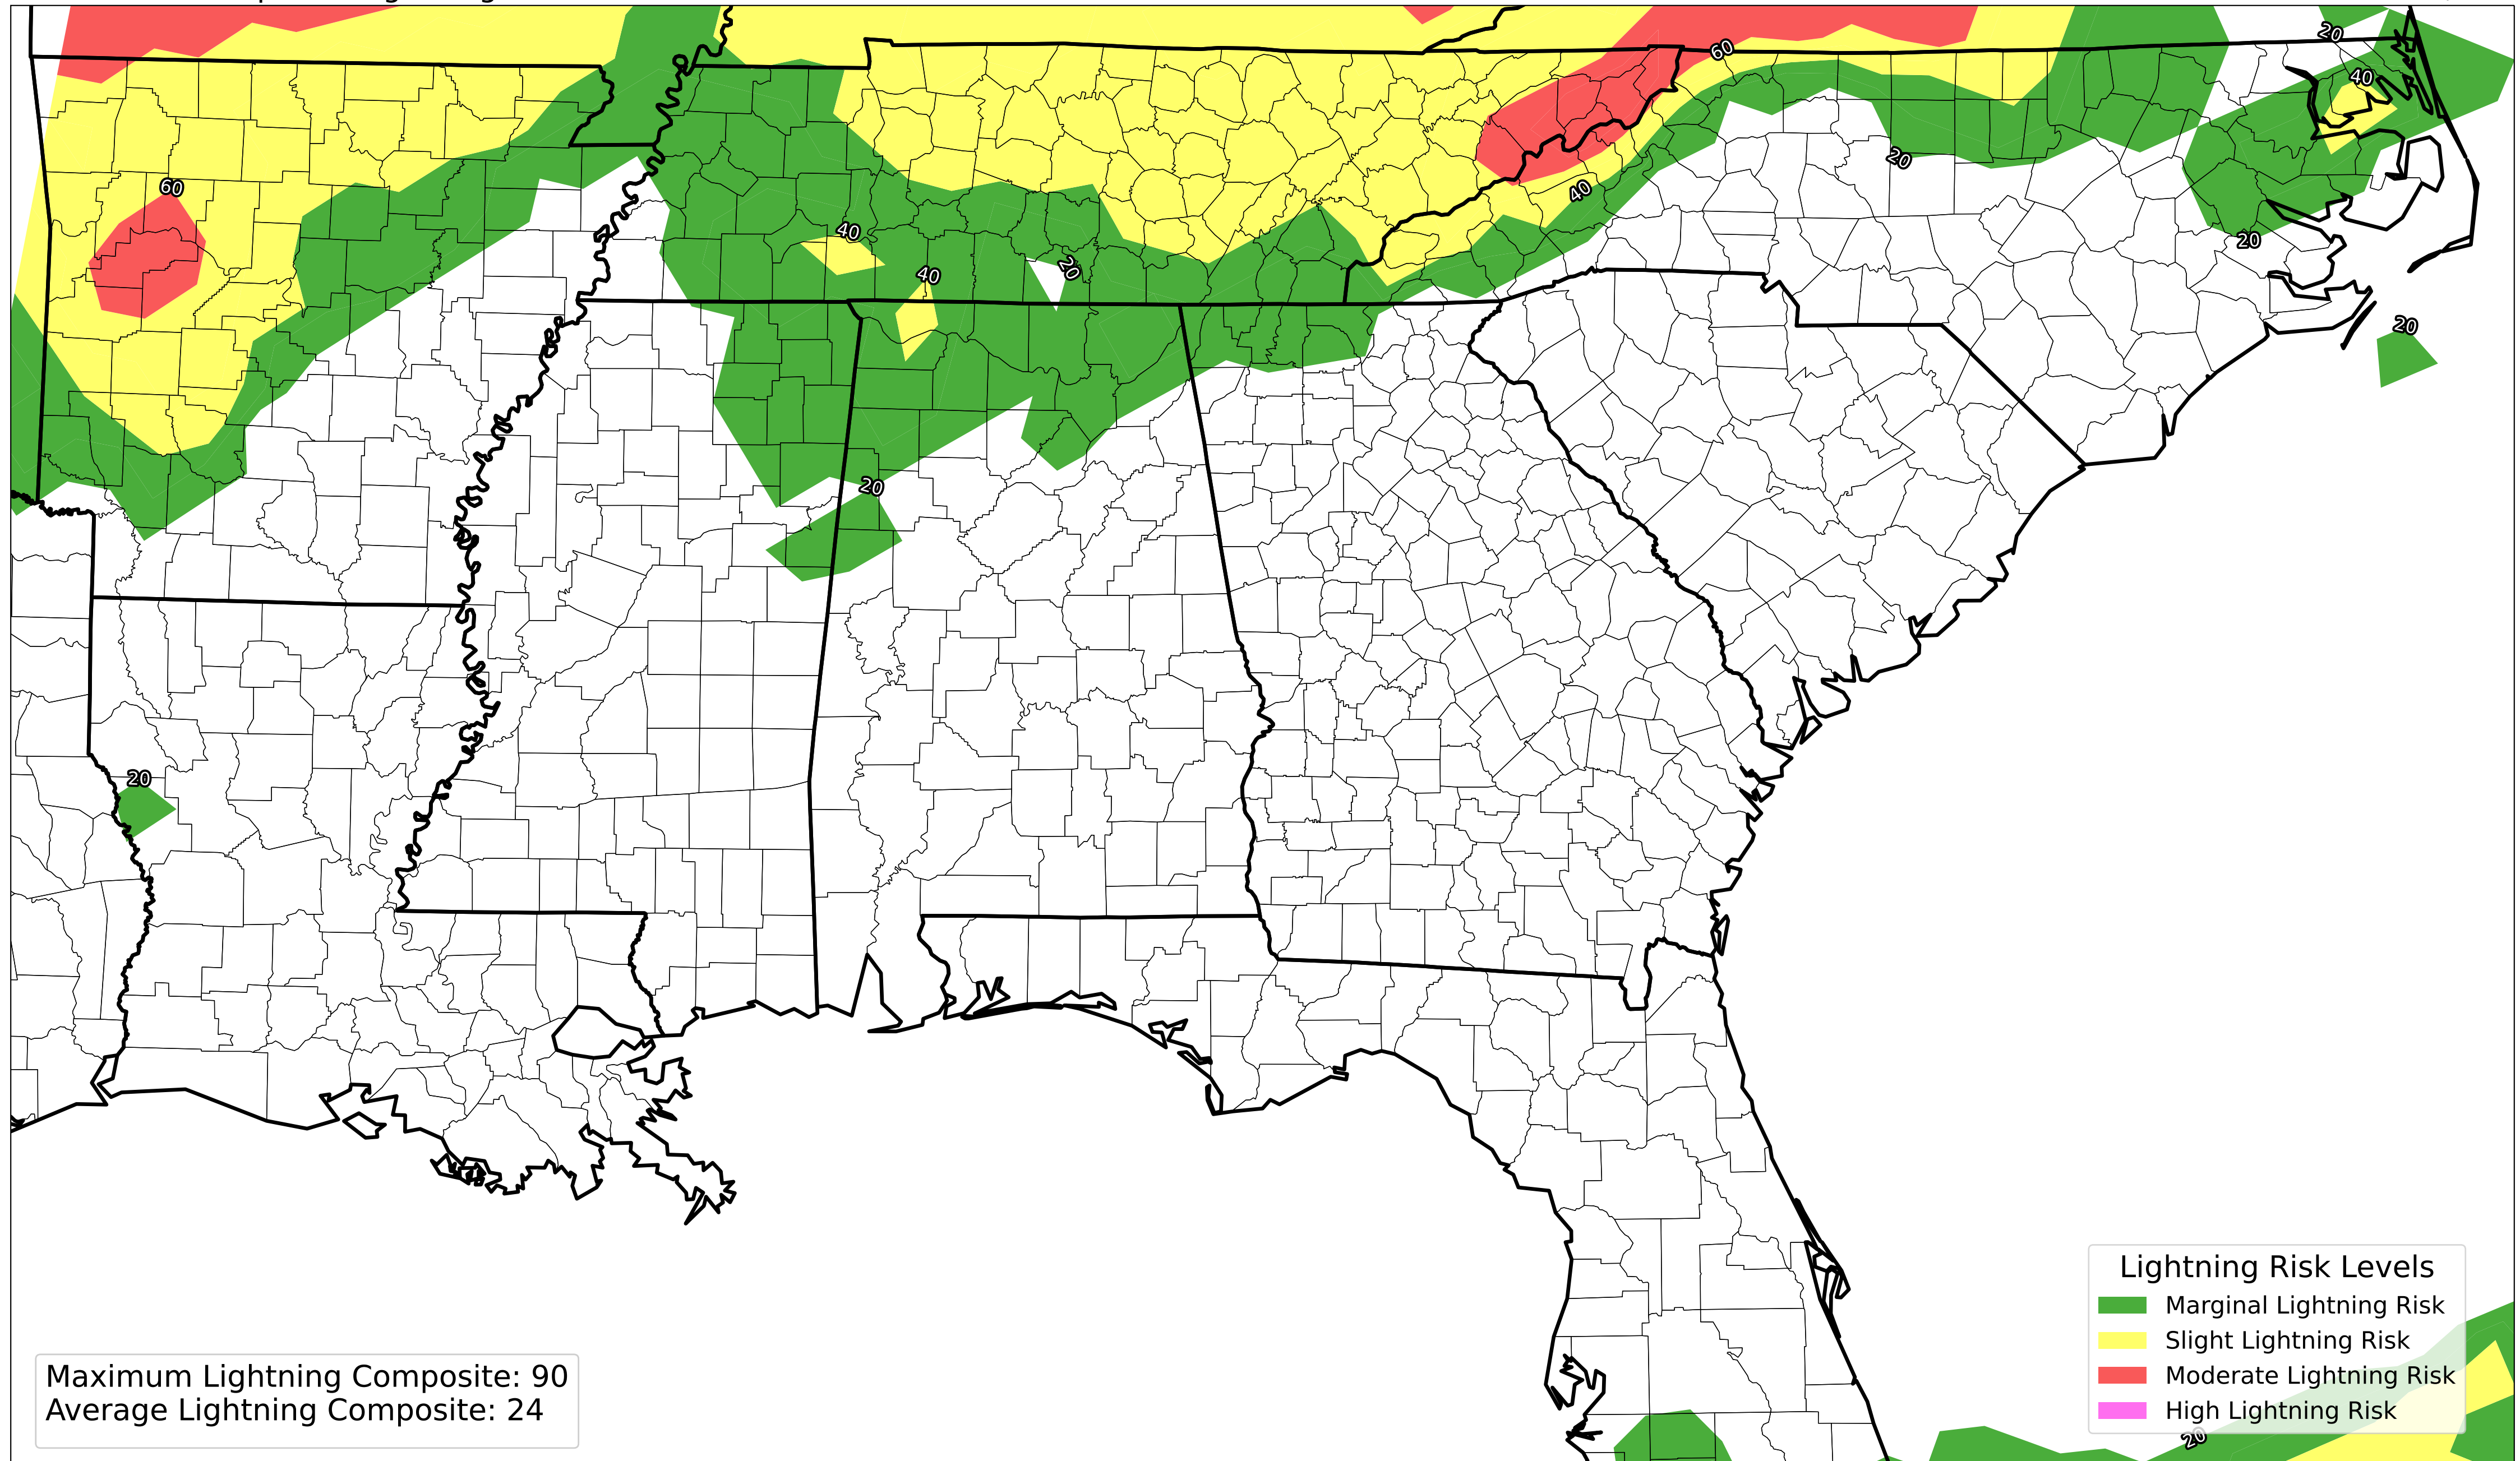 20
60
40
60
20
40
40
20
40
20
20
20
20
20
Lightning Risk Levels
Marginal Lightning Risk
Slight Lightning Risk
Moderate Lightning Risk
High Lightning Risk
Maximum Lightning Composite: 90
Average Lightning Composite: 24
20